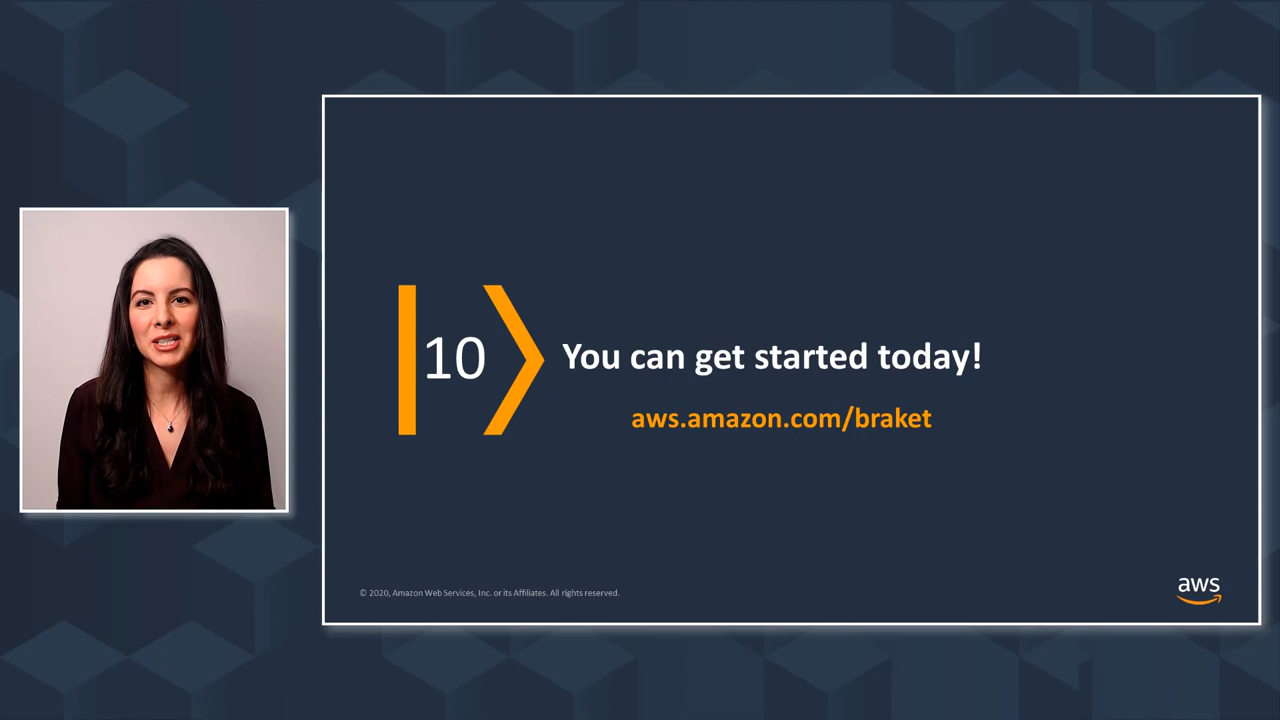 10
You can get started today!
aws.amazon.com/braket
© 2020, Amazon Web Services, Inc. or its Affiliates. All rights reserved.
aws